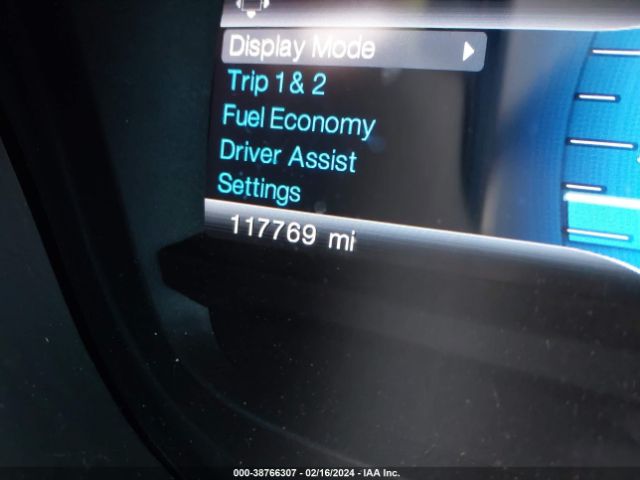 Display Mode
Trip 1 & 2
Fuel Economy
Driver Assist
Settings
117769 mi
000-38766307 - 02/16/2024 - IAA Inc.